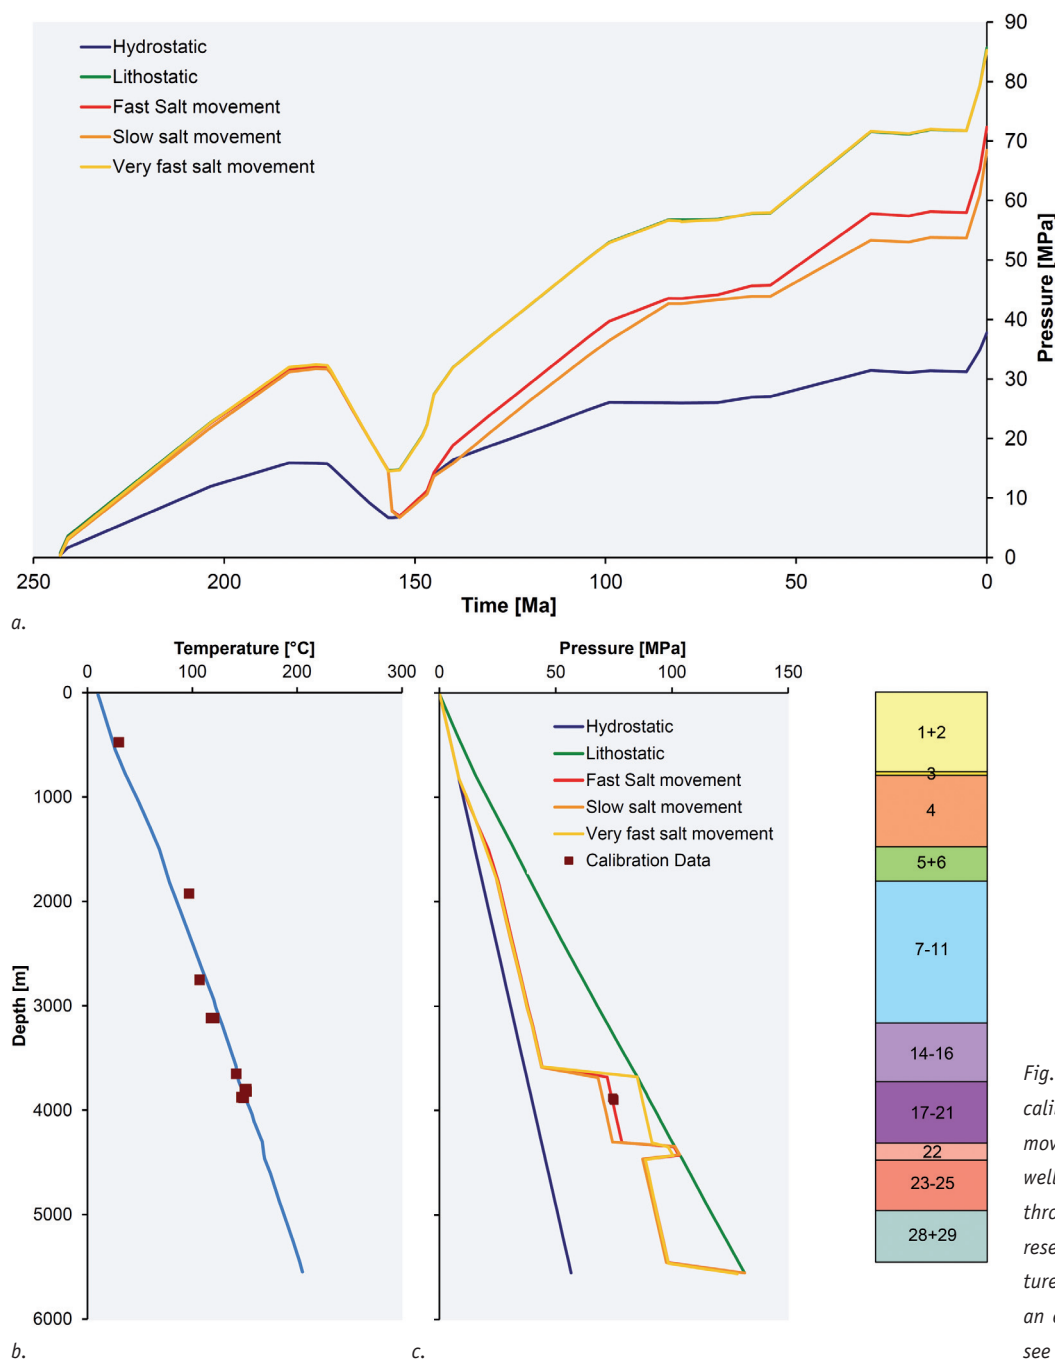 Hydrostatic
Lithostatic
Fast Salt movement
Slow salt movement
Very fast salt movement
90
80
70
60
50
40
30
20
10
0
Pressure [MPa]
250
200
150
100
50
0
Time [Ma]
a.
Temperature [°C]
0
100
200
300
Depth [m]
0
1000
2000
3000
4000
5000
6000
b.
Pressure [MPa]
0
50
100
150
Hydrostatic
Lithostatic
Fast Salt movement
Slow salt movement
Very fast salt movement
Calibration Data
c.
1+2
3
4
5+6
7-11
14-16
17-21
22
23-25
28+29
Fig.
calib
mov
well
thro
rese
ture
an
see